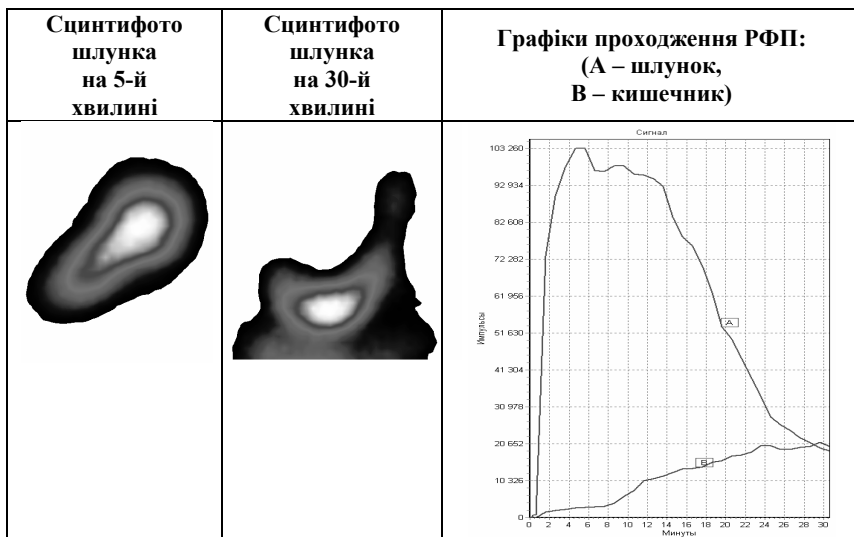 Сцинтифото
шлунка
на 5-й
хвилині
Сцинтифото
шлунка
на 30-й
хвилині
Графіки проходження РФП:
(А – шлунок,
В – кишечник)
Сигнал
103 260
92 934
82 608
72 282
61 956
51 630
41 304
30 978
20 652
10 326
0
Импульсы
A
B
0 2 4 6 8 10 12 14 16 18 20 22 24 26 28 30
Минуты